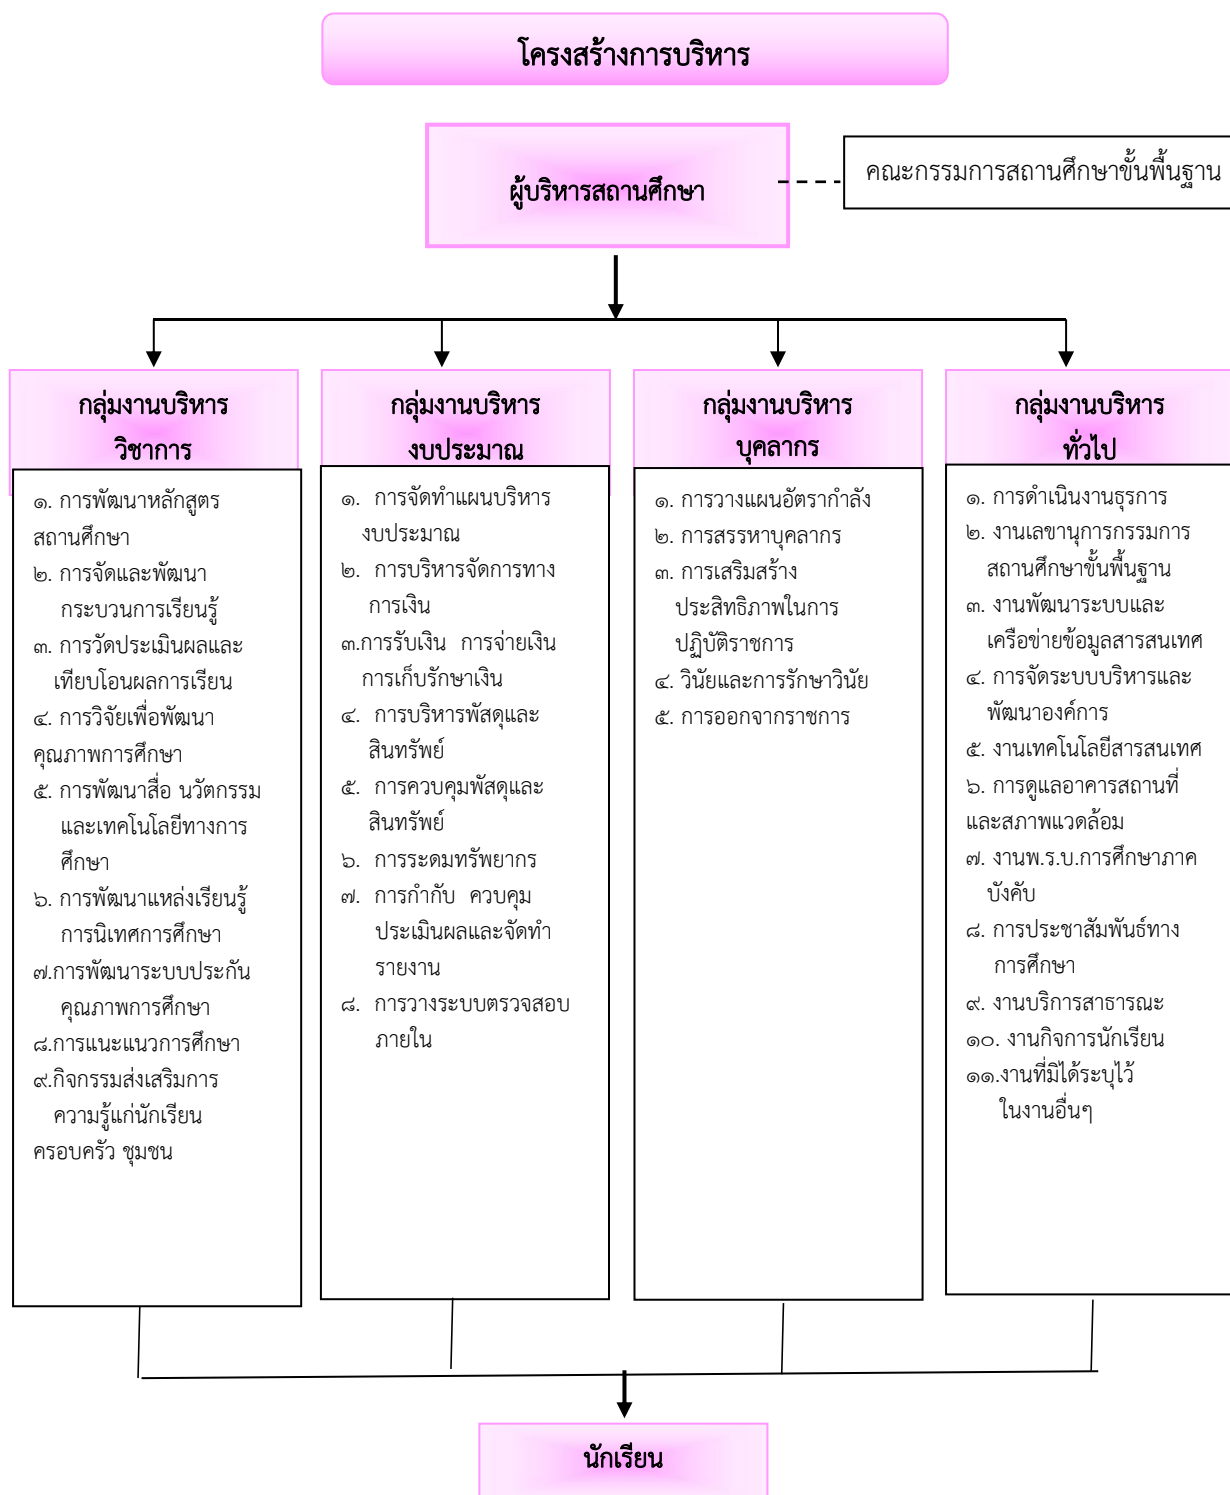 โครงสร้างการบริหาร
ผู้บริหารสถานศึกษา
คณะกรรมการสถานศึกษาขั้นพื้นฐาน
กลุ่มงานบริหาร
วิชาการ
๑. การพัฒนาหลักสูตร
สถานศึกษา
๒. การจัดและพัฒนา
กระบวนการเรียนรู้
๓. การวัดประเมินผลและ
เทียบโอนผลการเรียน
๔. การวิจัยเพื่อพัฒนา
คุณภาพการศึกษา
๕. การพัฒนาสื่อ นวัตกรรม
และเทคโนโลยีทางการ
ศึกษา
๖. การพัฒนาแหล่งเรียนรู้
การนิเทศการศึกษา
๗.การพัฒนาระบบประกัน
คุณภาพการศึกษา
๘.การแนะแนวการศึกษา
๙.กิจกรรมส่งเสริมการ
ความรู้แก่นักเรียน
ครอบครัว ชุมชน
กลุ่มงานบริหาร
งบประมาณ
๑. การจัดทำแผนบริหาร
งบประมาณ
๒. การบริหารจัดการทาง
การเงิน
๓.การรับเงิน การจ่ายเงิน
การเก็บรักษาเงิน
๔. การบริหารพัสดุและ
สินทรัพย์
๕. การควบคุมพัสดุและ
สินทรัพย์
๖. การระดมทรัพยากร
๗. การกำกับ ควบคุม
ประเมินผลและจัดทำ
รายงาน
๘. การวางระบบตรวจสอบ
ภายใน
กลุ่มงานบริหาร
บุคลากร
๑. การวางแผนอัตรากำลัง
๒. การสรรหาบุคลากร
๓. การเสริมสร้าง
ประสิทธิภาพในการ
ปฏิบัติราชการ
๔. วินัยและการรักษาวินัย
๕. การออกจากราชการ
กลุ่มงานบริหาร
ทั่วไป
๑. การดำเนินงานธุรการ
๒. งานเลขานุการกรรมการ
สถานศึกษาขั้นพื้นฐาน
๓. งานพัฒนาระบบและ
เครือข่ายข้อมูลสารสนเทศ
๔. การจัดระบบบริหารและ
พัฒนาองค์การ
๕. งานเทคโนโลยีสารสนเทศ
๖. การดูแลอาคารสถานที่
และสภาพแวดล้อม
๗. งานพ.ร.บ.การศึกษาภาค
บังคับ
๘. การประชาสัมพันธ์ทาง
การศึกษา
๙. งานบริการสาธารณะ
๑๐. งานกิจการนักเรียน
๑๑.งานที่มิได้ระบุไว้
ในงานอื่นๆ
นักเรียน